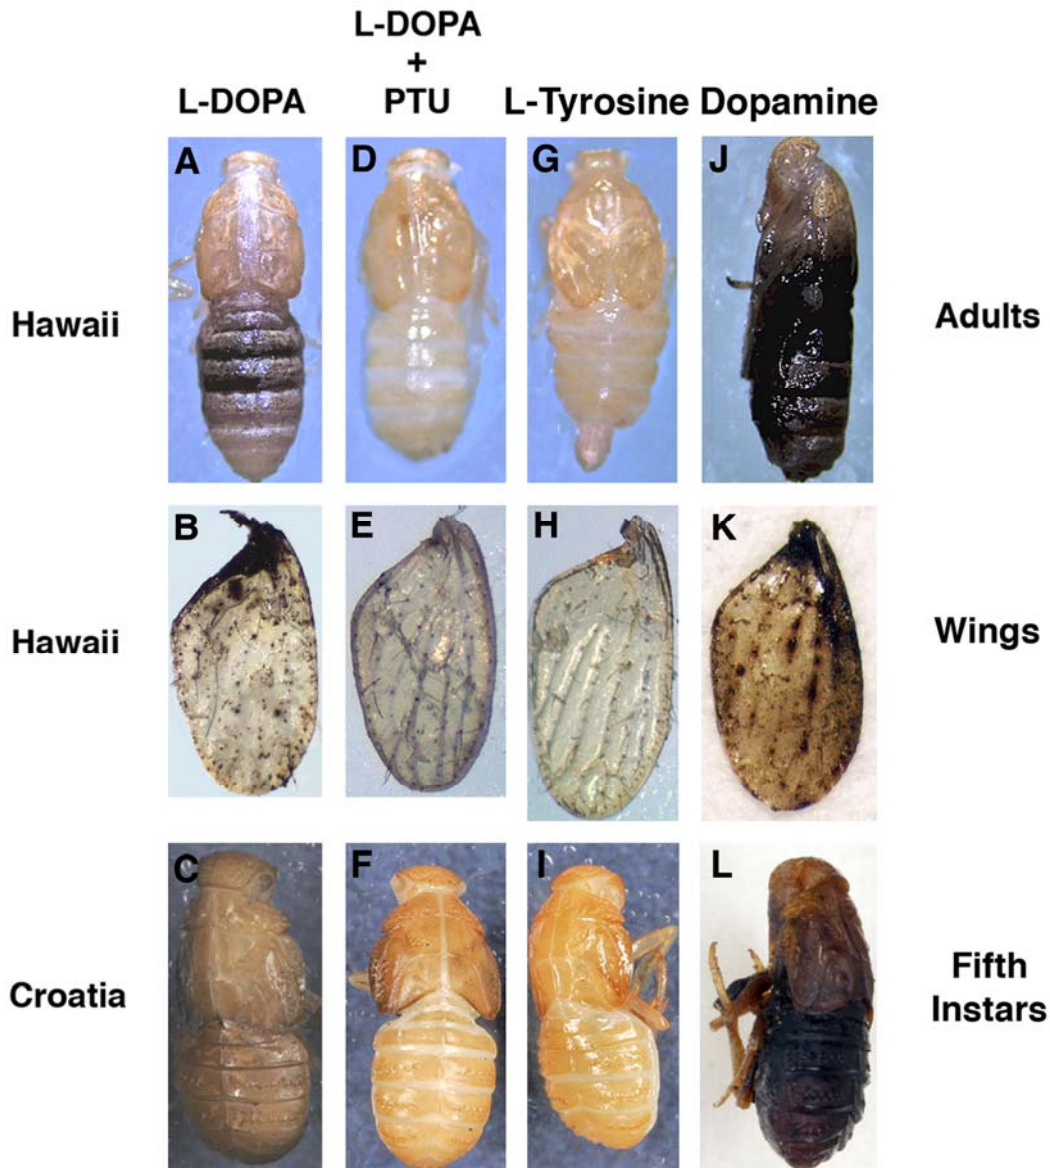 L-DOPA
L-DOPA
+
PTU
L-Tyrosine
Dopamine
A
D
G
J
Hawaii
Adults
B
E
H
K
Hawaii
Wings
C
F
I
L
Croatia
Fifth
Instars